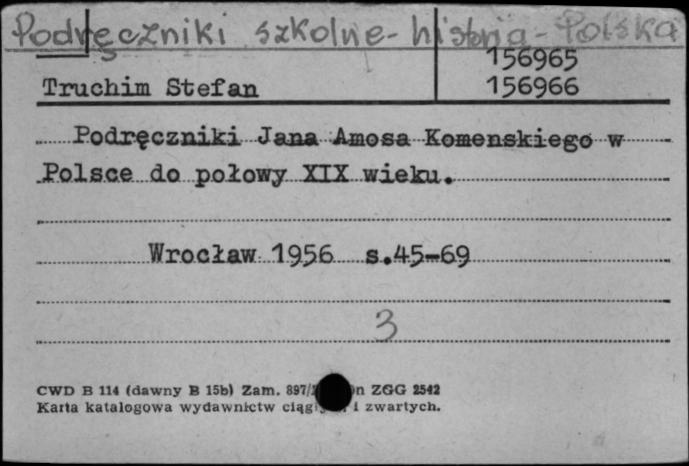 Podręczniki szkolne - historia - Polska
156965
Truchim Stefan 156966
Podręczniki Jana Amosa Komenskiego w
Polsce do połowy XIX wieku.
Wrocław 1956 s.45-69
3
CWD B 114 (dawny B 15b) Zam. 897/ ZGG 2542
Karta katalogowa wydawnictw i zwartych.